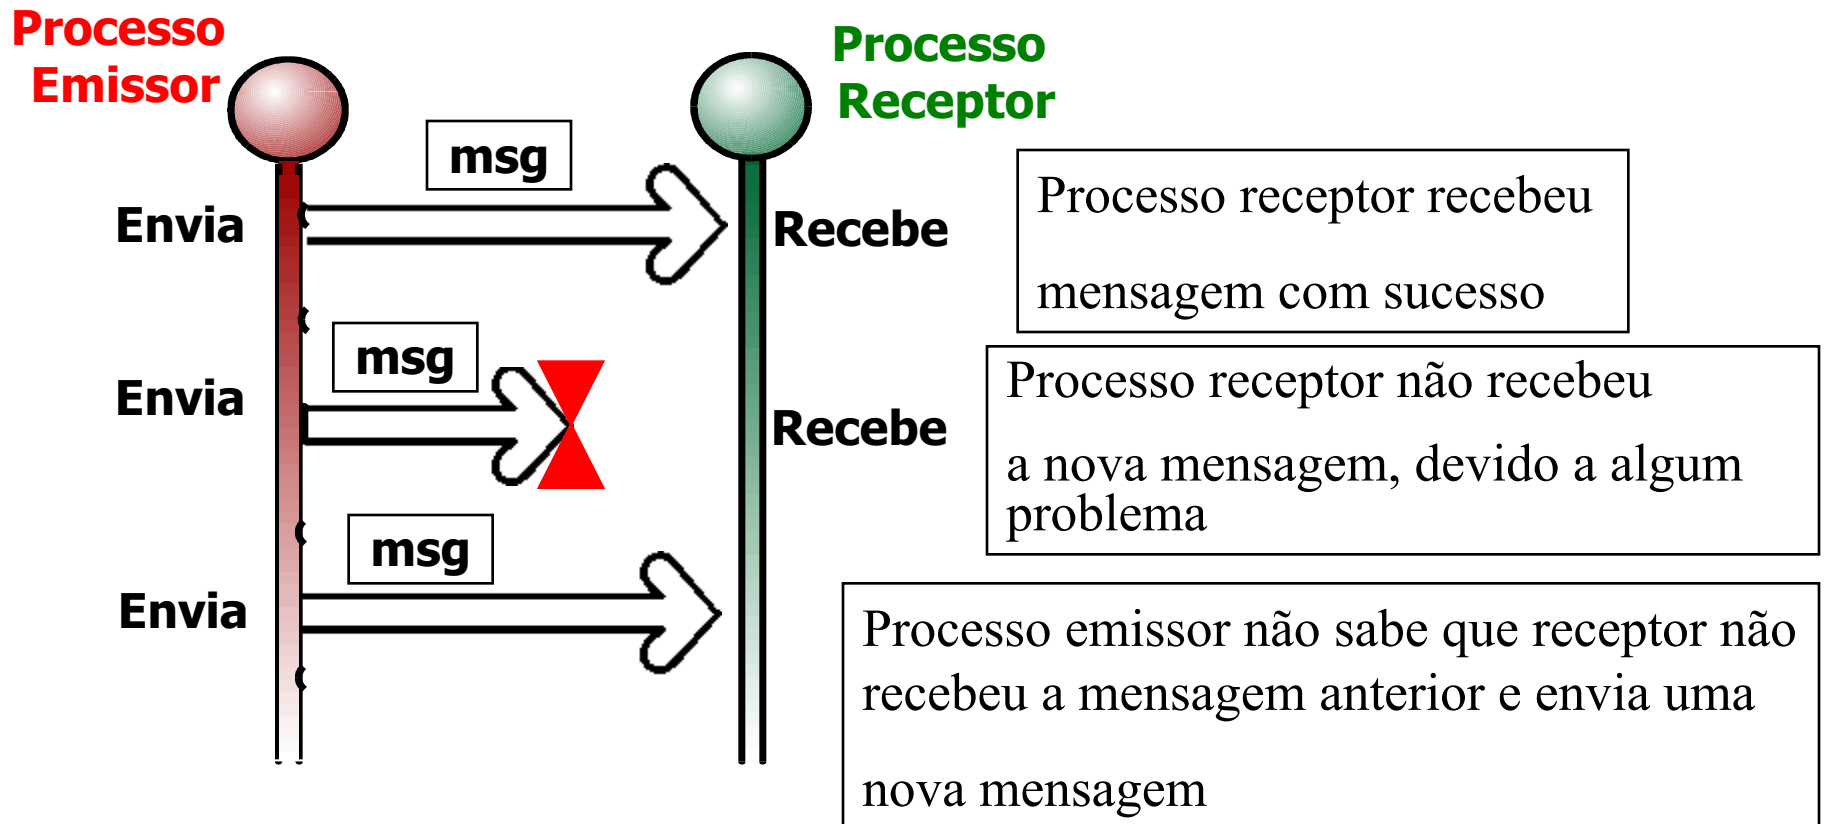 Processo
Emissor
Processo
Receptor
msg
Envia
Recebe
Processo receptor recebeu
mensagem com sucesso
msg
Envia
Recebe
Processo receptor não recebeu
a nova mensagem, devido a algum
problema
msg
Envia
Processo emissor não sabe que receptor não
recebeu a mensagem anterior e envia uma
nova mensagem